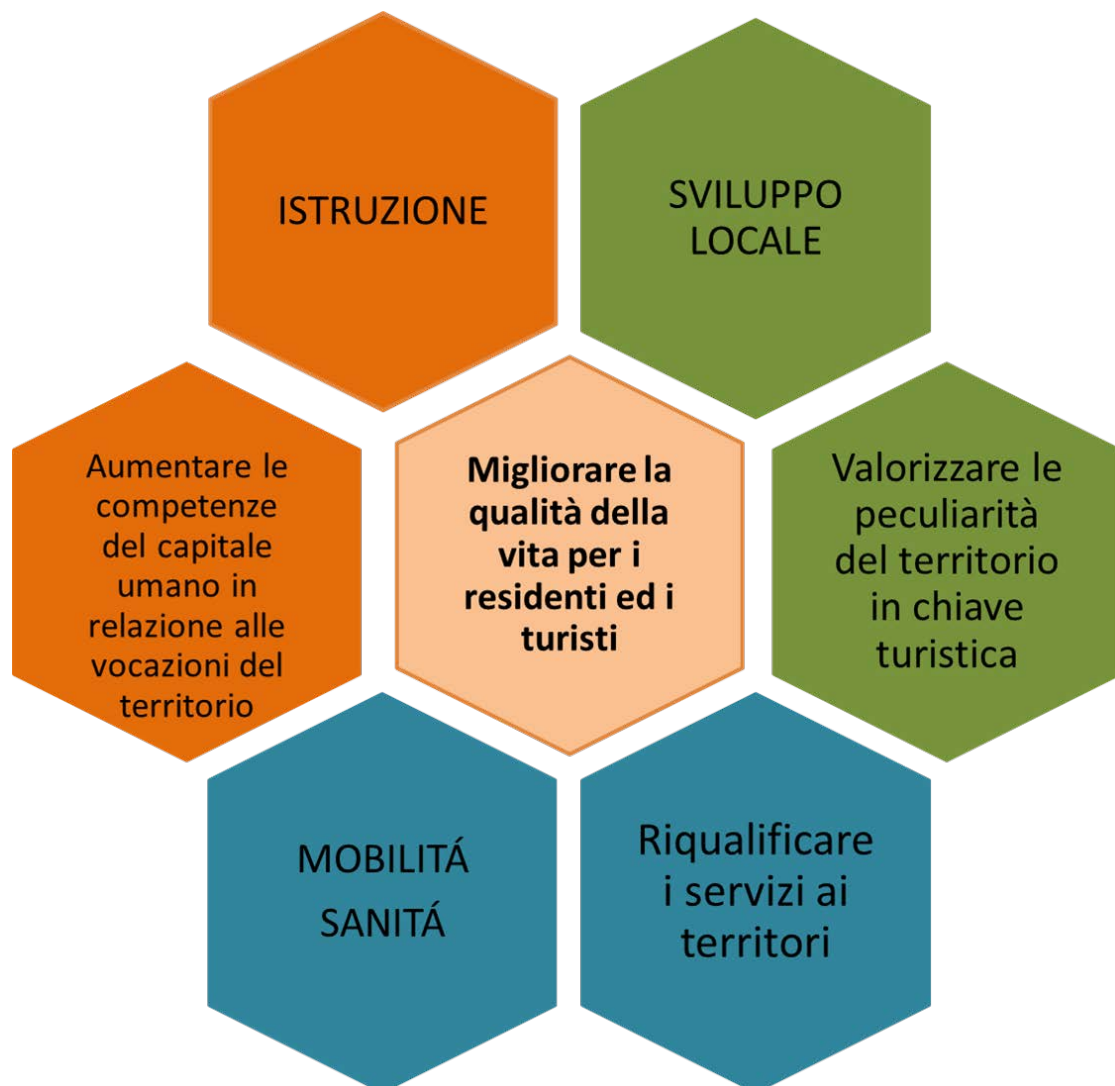 ISTRUZIONE
SVILUPPO
LOCALE
Aumentare le
competenze
del capitale
umano in
relazione alle
vocazioni del
territorio
Migliorare la
qualità della
vita per i
residenti ed i
turisti
Valorizzare le
peculiarità
del territorio
in chiave
turistica
MOBILITÁ
SANITÁ
Riqualificare
i servizi ai
territori